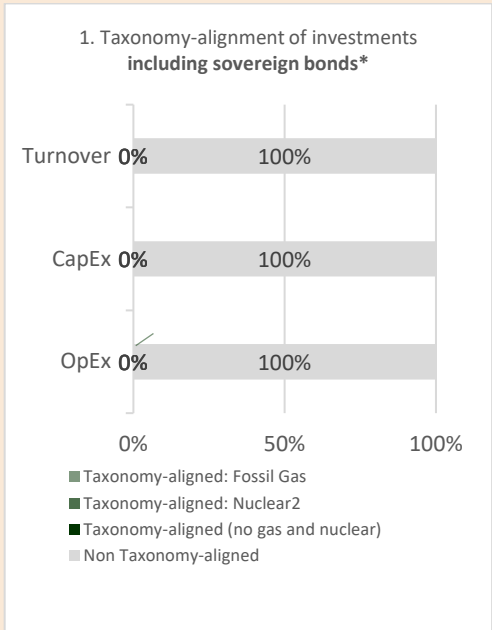 1. Taxonomy-alignment of investments
including sovereign bonds*
Turnover 0% 100%
CapEx 0% 100%
OpEx 0% 100%
0% 50% 100%
Taxonomy-aligned: Fossil Gas
Taxonomy-aligned: Nuclear2
Taxonomy-aligned (no gas and nuclear)
Non Taxonomy-aligned